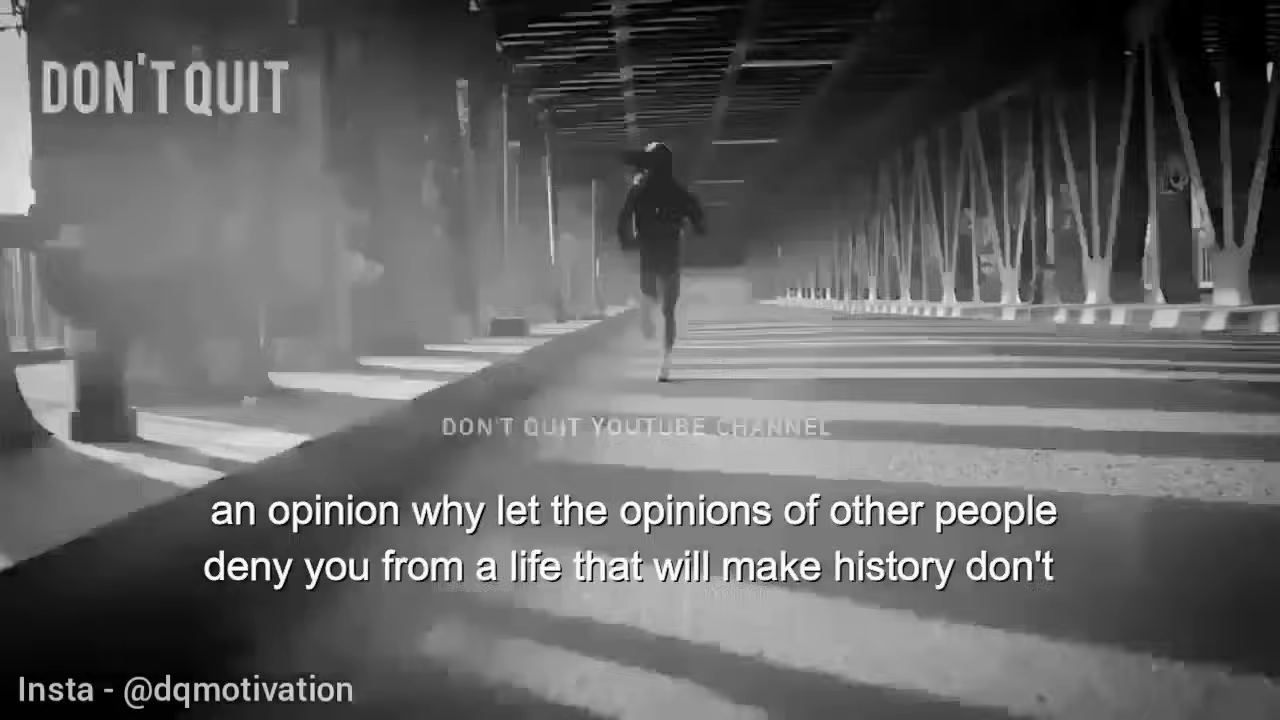 DON'T QUIT
DON'T QUIT YOUTUBE CHANNEL
an opinion why let the opinions of other people
deny you from a life that will make history don't
Insta - @dqmotivation